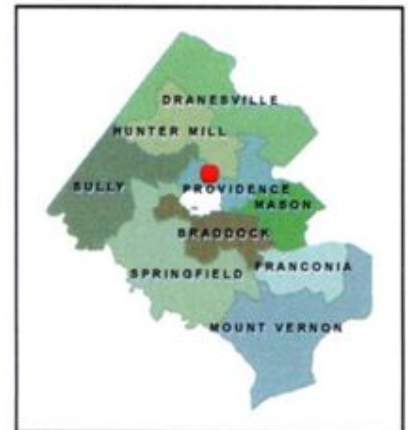 DRANESVILLE
HUNTER MILL
SULLY
PROVIDENCE
MASON
BRADDOCK
SPRINGFIELD
FRANCONIA
MOUNT VERNON